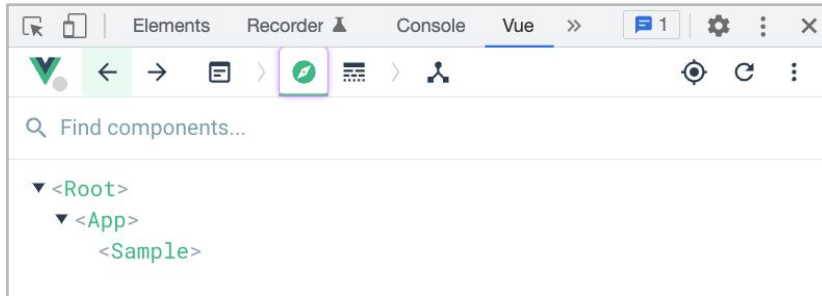 Elements Recorder Console Vue 1
Find components...
<Root>
<App>
<Sample>